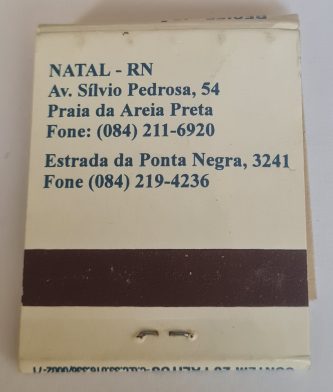 NATAL - RN
Av. Sílvio Pedrosa, 54
Praia da Areia Preta
Fone: (084) 211-6920
Estrada da Ponta Negra, 3241
Fone (084) 219-4236